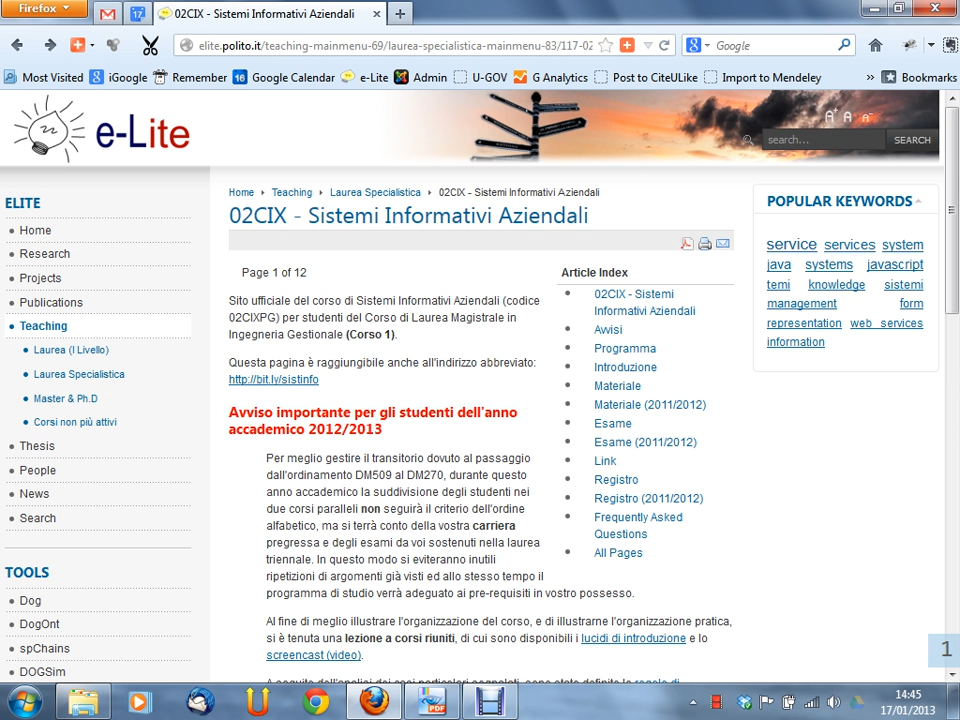 Firefox
17
02CIX - Sistemi Informativi Aziendali
elite.polito.it/teaching-mainmenu-69/laurea-specialistica-mainmenu-83/117-02
Google
Most Visited iGoogle Remember 16 Google Calendar e-Lite Admin U-GOV G Analytics Post to CiteULike Import to Mendeley » Bookmarks
e-Lite
A+ A A-
search... SEARCH
ELITE
Home
Research
Projects
Publications
Teaching
Laurea (I Livello)
Laurea Specialistica
Master & Ph.D
Corsi non più attivi
Thesis
People
News
Search
TOOLS
Dog
DogOnt
spChains
DOGSim
Home Teaching Laurea Specialistica 02CIX - Sistemi Informativi Aziendali
02CIX - Sistemi Informativi Aziendali
Page 1 of 12
Sito ufficiale del corso di Sistemi Informativi Aziendali (codice
02CIXPG) per studenti del Corso di Laurea Magistrale in
Ingegneria Gestionale (Corso 1).
Questa pagina è raggiungibile anche all'indirizzo abbreviato:
http://bit.ly/sistinfo
Avviso importante per gli studenti dell'anno
accademico 2012/2013
Per meglio gestire il transitorio dovuto al passaggio
dall'ordinamento DM509 al DM270, durante questo
anno accademico la suddivisione degli studenti nei
due corsi paralleli non seguirà il criterio dell'ordine
alfabetico, ma si terrà conto della vostra carriera
pregressa e degli esami da voi sostenuti nella laurea
triennale. In questo modo si eviteranno inutili
ripetizioni di argomenti già visti ed allo stesso tempo il
programma di studio verrà adeguato ai pre-requisiti in vostro possesso.
Al fine di meglio illustrare l'organizzazione del corso, e di illustrarne l'organizzazione pratica,
si è tenuta una lezione a corsi riuniti, di cui sono disponibili i lucidi di introduzione e lo
screencast (video).
Article Index
02CIX - Sistemi
Informativi Aziendali
Avvisi
Programma
Introduzione
Materiale
Materiale (2011/2012)
Esame
Esame (2011/2012)
Link
Registro
Registro (2011/2012)
Frequently Asked
Questions
All Pages
POPULAR KEYWORDS
service services system
java systems javascript
temi knowledge sistemi
management form
representation web services
information
1
PDF
14:45
17/01/2013